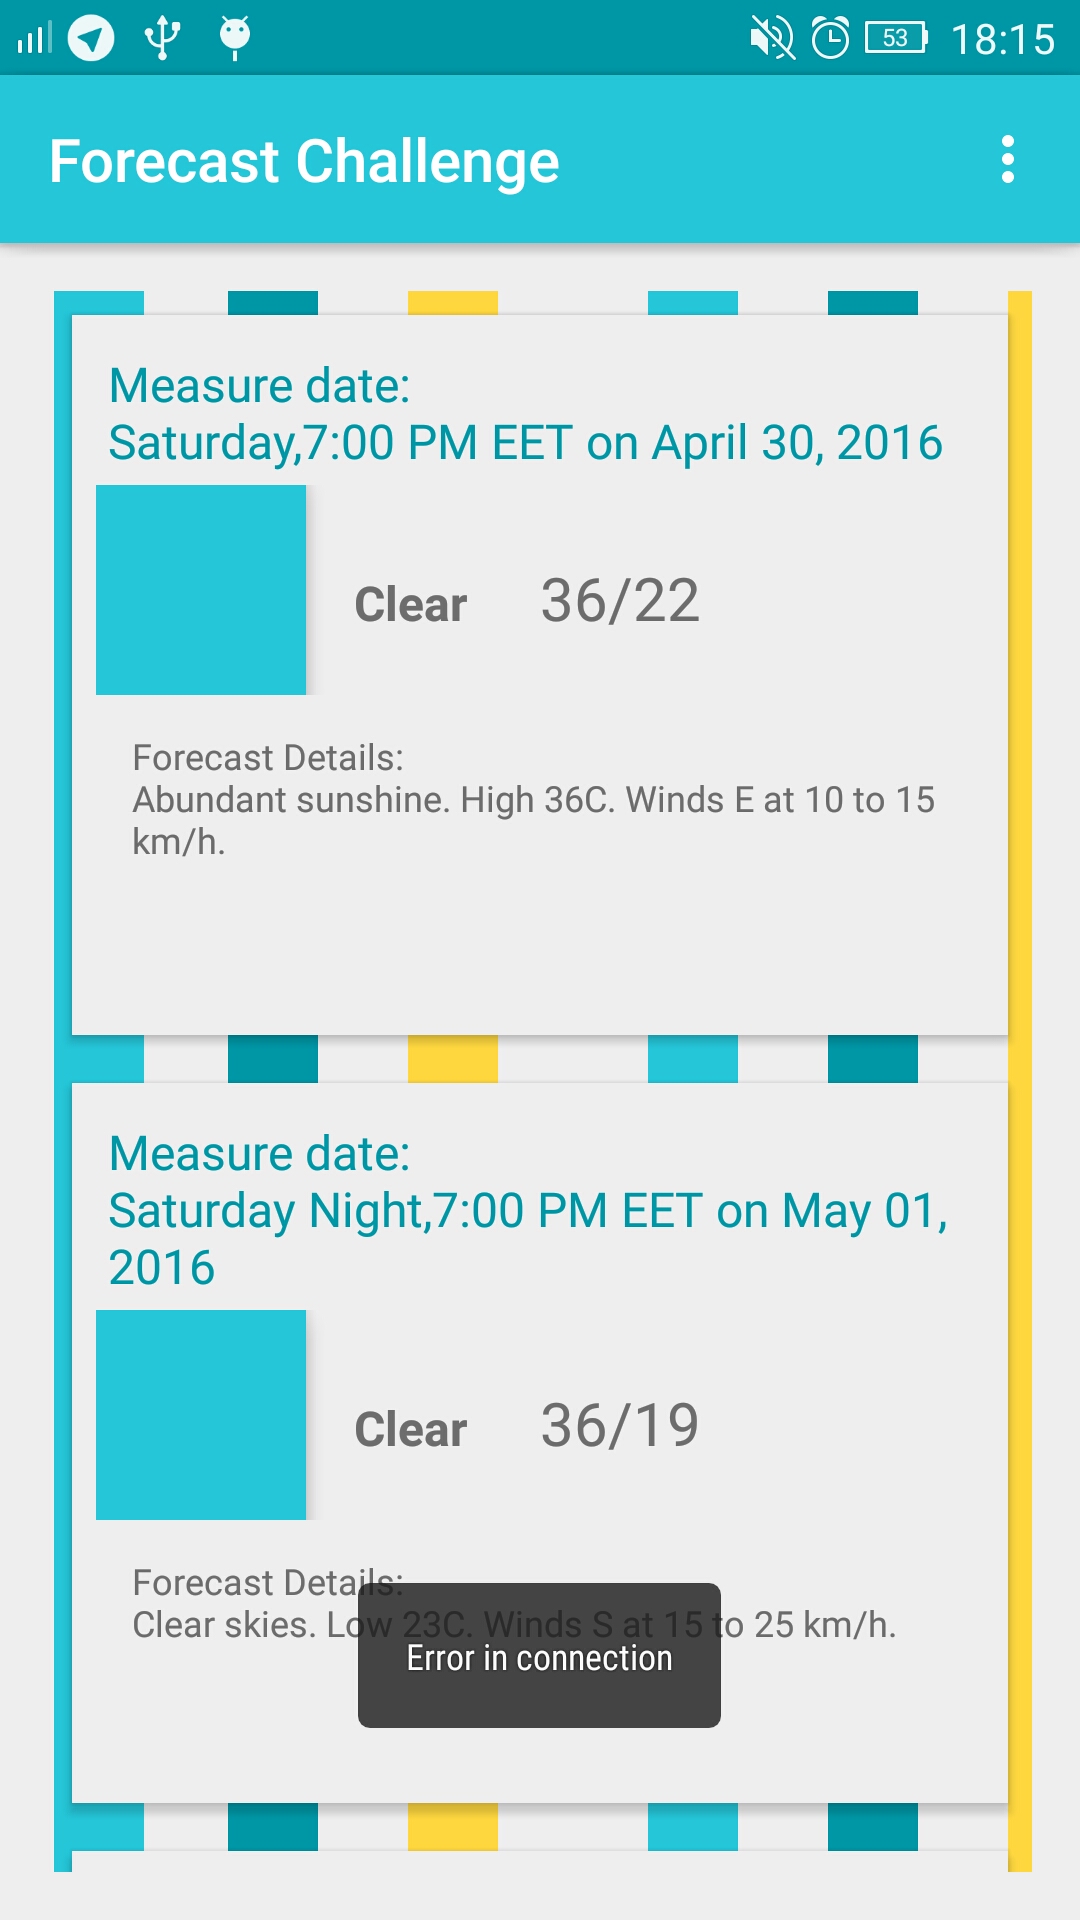 53 18:15
Forecast Challenge
Measure date:
Saturday,7:00 PM EET on April 30, 2016
Clear 36/22
Forecast Details:
Abundant sunshine. High 36C. Winds E at 10 to 15
km/h.
Measure date:
Saturday Night,7:00 PM EET on May 01,
2016
Clear 36/19
Forecast Details:
Clear skies. Low 23C. Winds S at 15 to 25 km/h.
Error in connection